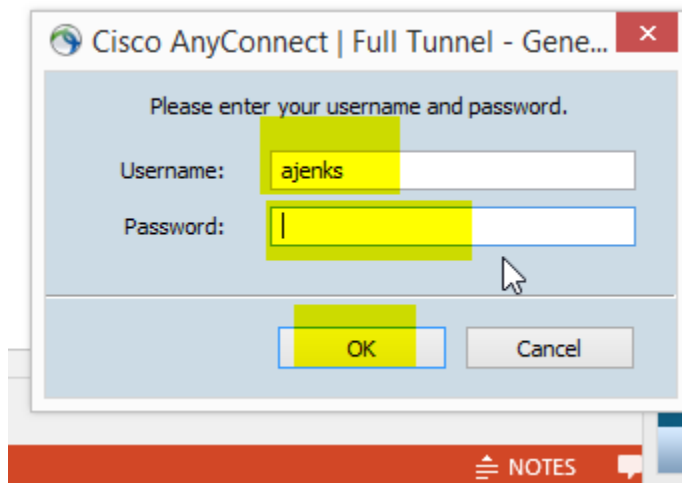 Cisco AnyConnect | Full Tunnel - Gene...
Please enter your username and password.
Username: ajenks
Password:
OK Cancel
NOTES